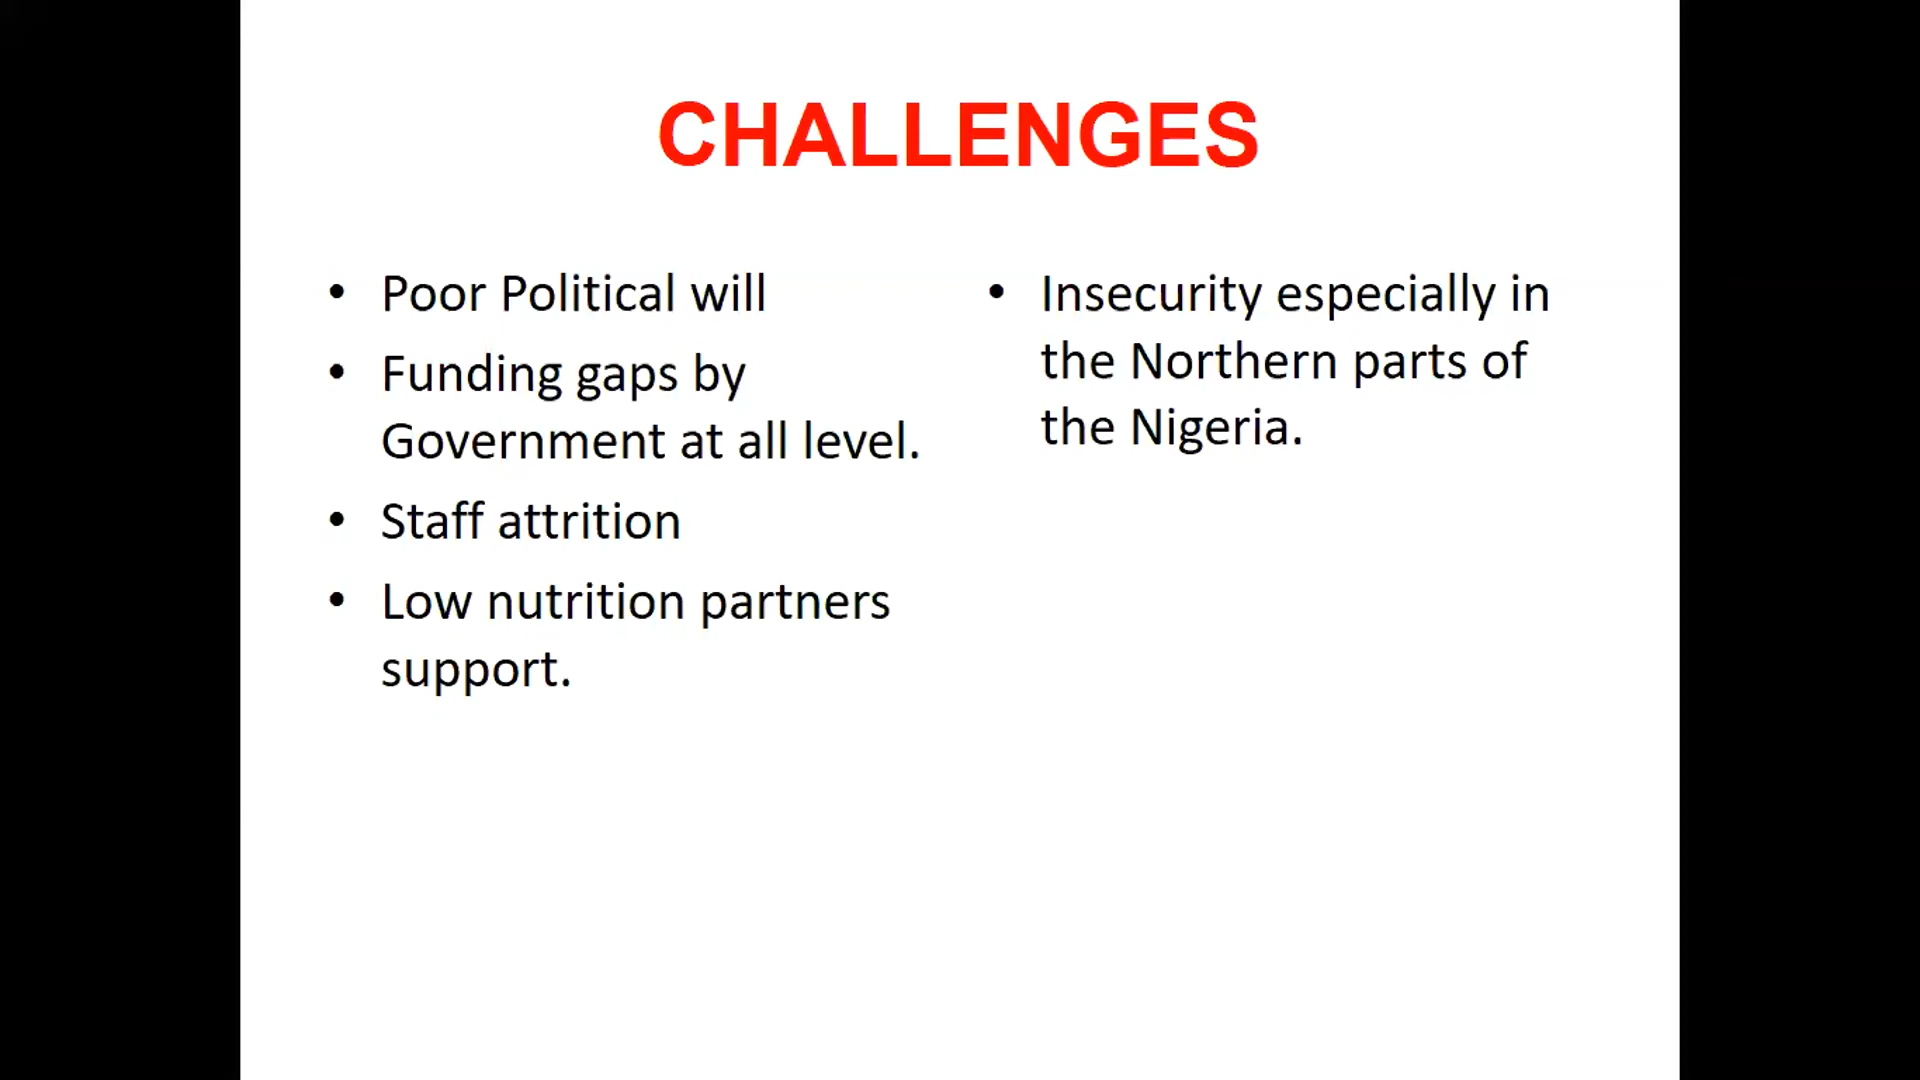 CHALLENGES
• Poor Political will
• Funding gaps by
Government at all level.
• Staff attrition
• Low nutrition partners
support.
• Insecurity especially in
the Northern parts of
the Nigeria.